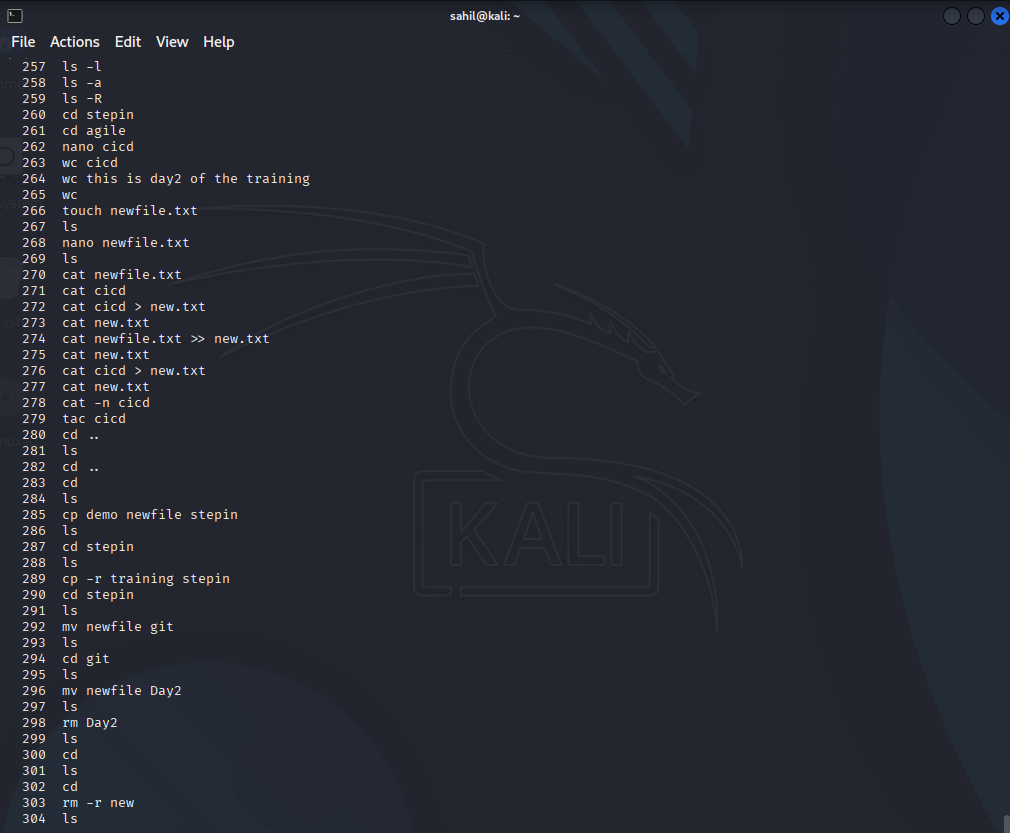 sahil@kali: ~
File Actions Edit View Help
257 ls -l
258 ls -a
259 ls -R
260 cd stepin
261 cd agile
262 nano cicd
263 wc cicd
264 wc this is day2 of the training
265 wc
266 touch newfile.txt
267 ls
268 nano newfile.txt
269 ls
270 cat newfile.txt
271 cat cicd
272 cat cicd > new.txt
273 cat new.txt
274 cat newfile.txt >> new.txt
275 cat new.txt
276 cat cicd > new.txt
277 cat new.txt
278 cat -n cicd
279 tac cicd
280 cd ..
281 ls
282 cd ..
283 cd
284 ls
285 cp demo newfile stepin
286 ls
287 cd stepin
288 ls
289 cp -r training stepin
290 cd stepin
291 ls
292 mv newfile git
293 ls
294 cd git
295 ls
296 mv newfile Day2
297 ls
298 rm Day2
299 ls
300 cd
301 ls
302 cd
303 rm -r new
304 ls
KALI